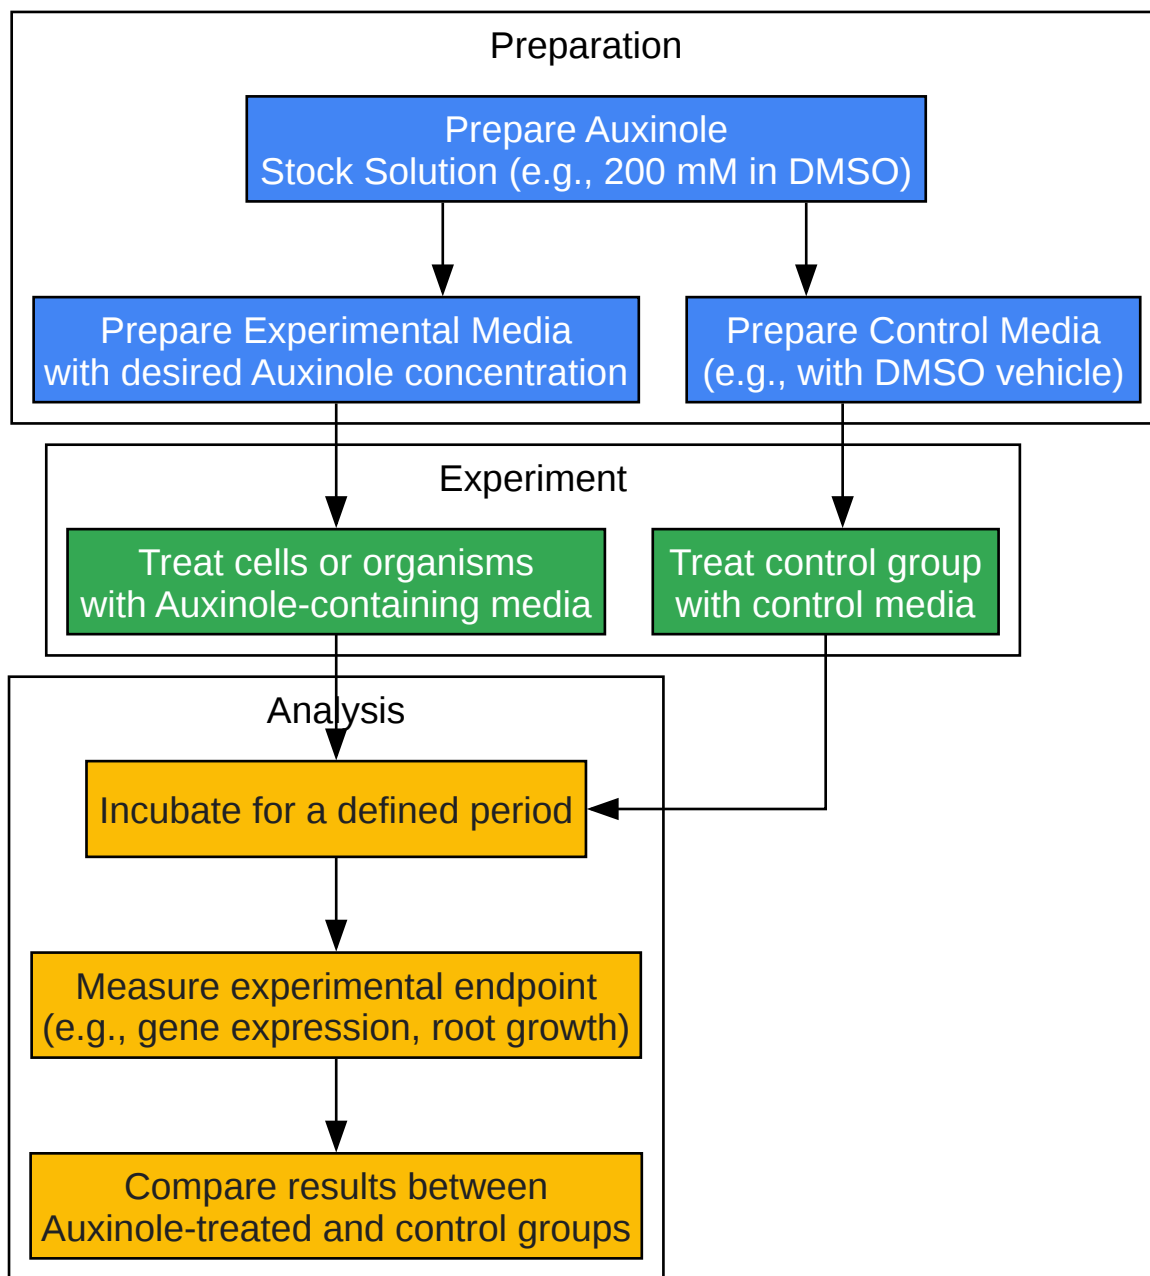 Preparation
Prepare Auxinole
Stock Solution (e.g., 200 mM in DMSO)
Prepare Experimental Media
with desired Auxinole concentration
Prepare Control Media
(e.g., with DMSO vehicle)
Experiment
Treat cells or organisms
with Auxinole-containing media
Treat control group
with control media
Analysis
Incubate for a defined period
Measure experimental endpoint
(e.g., gene expression, root growth)
Compare results between
Auxinole-treated and control groups